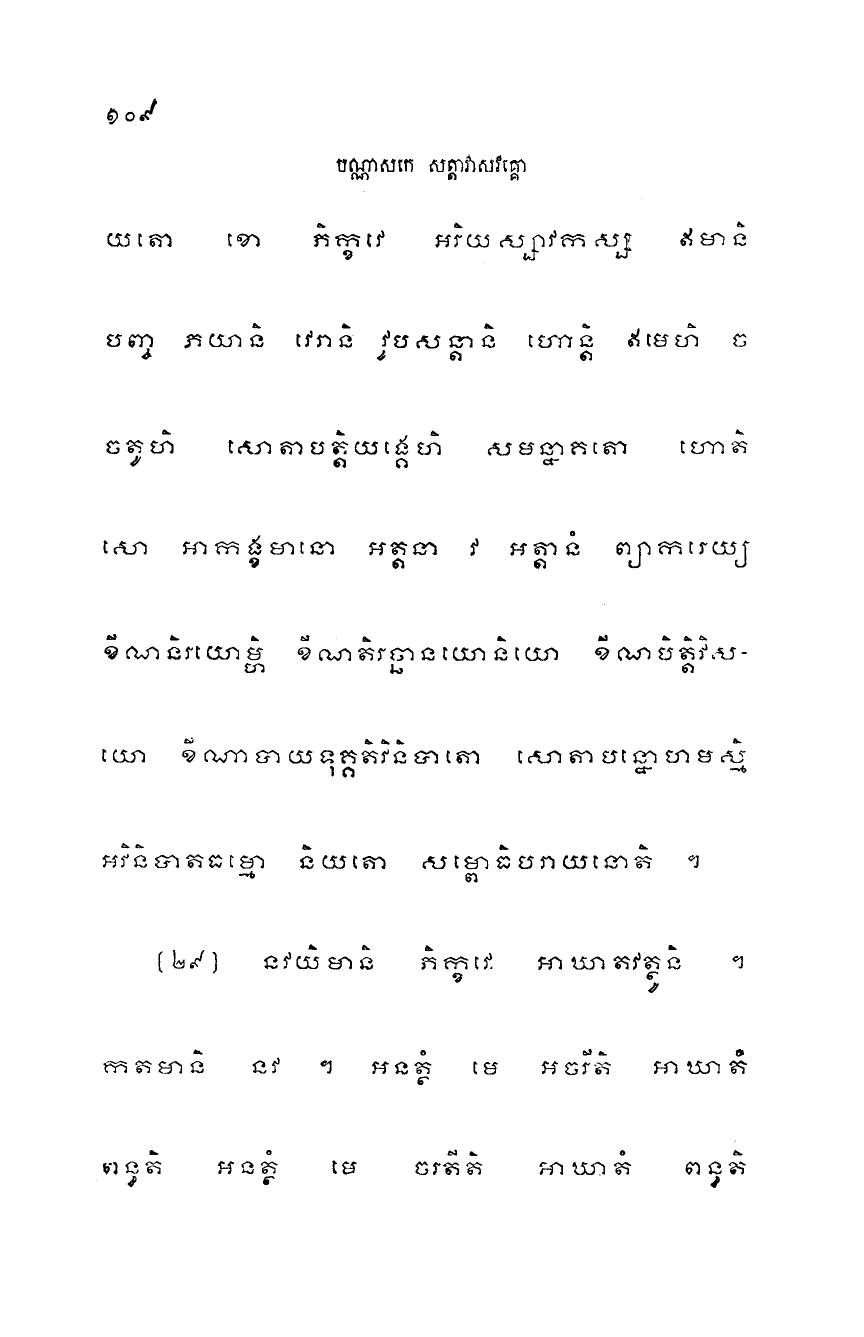 ១០៩
បណ្ណាសកេ សត្តាវាសវគ្គោ
យតោ ខោ ភិក្ខវេ អរិយស្សាវកស្ស ឥមានិ
បញ្ច ភយានិ វេរានិ វូបសន្តានិ ហោន្តិ ឥមេហិ ច
ចតូហិ សោតាបត្តិយង្គេហិ សមន្នាគតោ ហោតិ
សោ អាកង្ខមានោ អត្តនា វ អត្តានំ ព្យាករេយ្យ
ខីណនិរយោម្ហិ ខីណតិរច្ឆានយោនិយោ ខីណបិត្តិវិស-
យោ ខីណាបាយទុគ្គតិវិនិបាតោ សោតាបន្នោហមស្មិ
អវិនិបាតធម្មោ និយតោ សម្ពោធិបរាយនោតិ ។
(២៩) នវយិមានិ ភិក្ខវេ អាឃាតវត្ថូនិ ។
កតមានិ នវ ។ អនត្ថំ មេ អចរីតិ អាឃាតំ
ពន្ធតិ អនត្ថំ មេ ចរតីតិ អាឃាតំ ពន្ធតិ